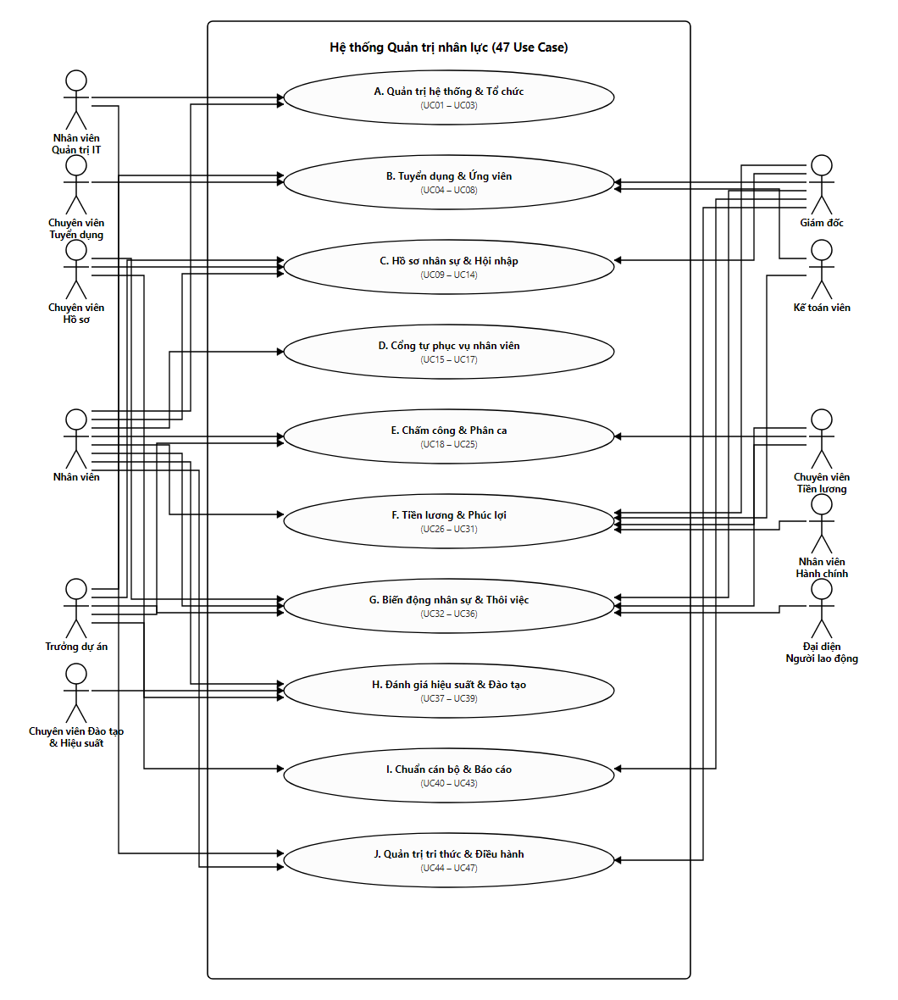 Hệ thống Quản trị nhân lực (47 Use Case)
A. Quản trị hệ thống & Tổ chức
(UC01 – UC03)
Nhân viên
Quản trị IT
B. Tuyển dụng & Ứng viên
(UC04 – UC08)
Chuyên viên
Tuyển dụng
Giám đốc
C. Hồ sơ nhân sự & Hội nhập
(UC09 – UC14)
Chuyên viên
Hồ sơ
Kế toán viên
D. Cổng tự phục vụ nhân viên
(UC15 – UC17)
E. Chấm công & Phân ca
(UC18 – UC25)
Nhân viên
Chuyên viên
Tiền lương
F. Tiền lương & Phúc lợi
(UC26 – UC31)
Nhân viên
Hành chính
G. Biến động nhân sự & Thôi việc
(UC32 – UC36)
Trưởng dự án
Đại diện
Người lao động
H. Đánh giá hiệu suất & Đào tạo
(UC37 – UC39)
Chuyên viên Đào tạo
& Hiệu suất
I. Chuẩn cán bộ & Báo cáo
(UC40 – UC43)
J. Quản trị tri thức & Điều hành
(UC44 – UC47)